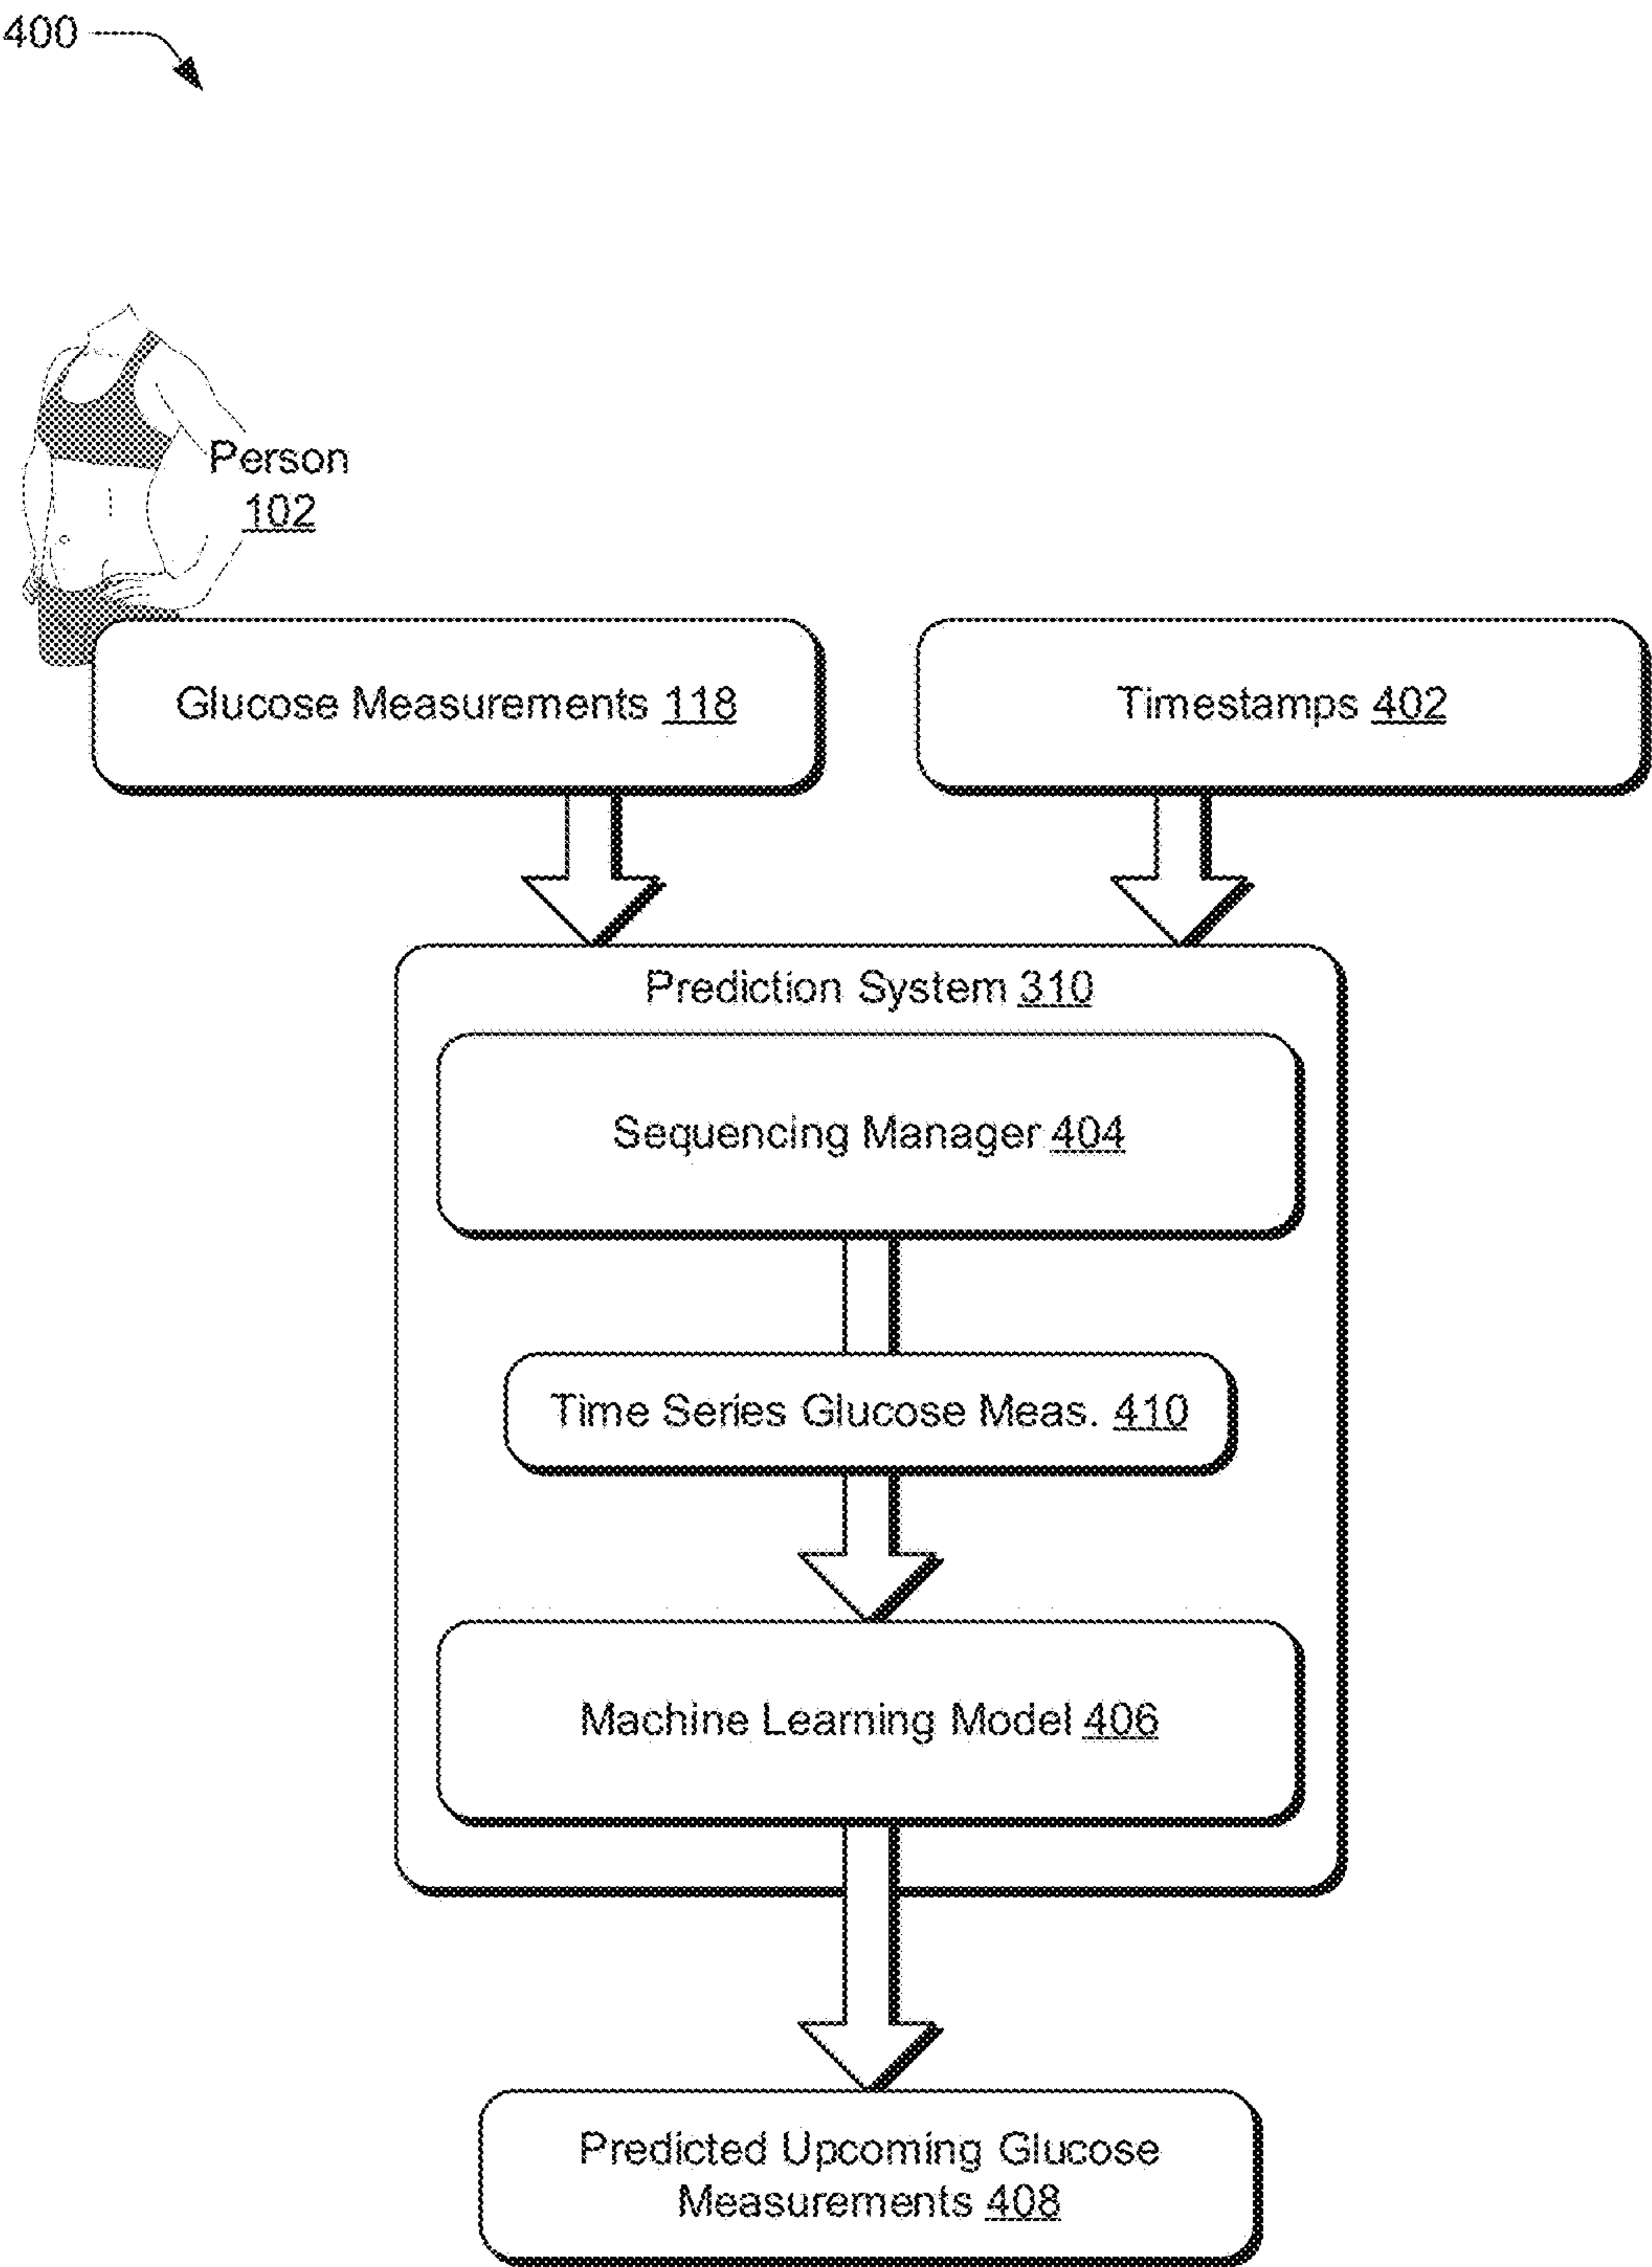 400
Person
102
Glucose Measurements 118
Timestamps 402
Prediction System 310
Sequencing Manager 404
Time Series Glucose Meas. 410
Machine Learning Model 406
Predicted Upcoming Glucose
Measurements 408